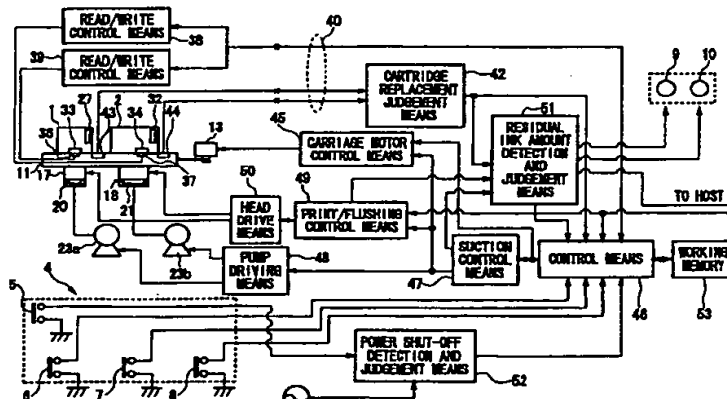 READ/WRITE
CONTROL MEANS
38
READ/WRITE
CONTROL MEANS
39
40
9
10
CARTRIDGE
REPLACEMENT
JUDGEMENT
MEANS
42
51
1
33
27
2
34
32
43
44
13
35
11
37
17
18
20
21
45
CARRIAGE MOTOR
CONTROL MEANS
RESIDUAL
INK AMOUNT
DETECTION
AND
JUDGEMENT
MEANS
50
49
HEAD
DRIVE
MEANS
PRINT/FLUSHING
CONTROL MEANS
TO HOST
23a
23b
PUMP
DRIVING
MEANS
48
SUCTION
CONTROL
MEANS
47
CONTROL MEANS
46
WORKING
MEMORY
53
4
5
6
7
8
POWER SHUT-OFF
DETECTION AND
JUDGEMENT MEANS
52